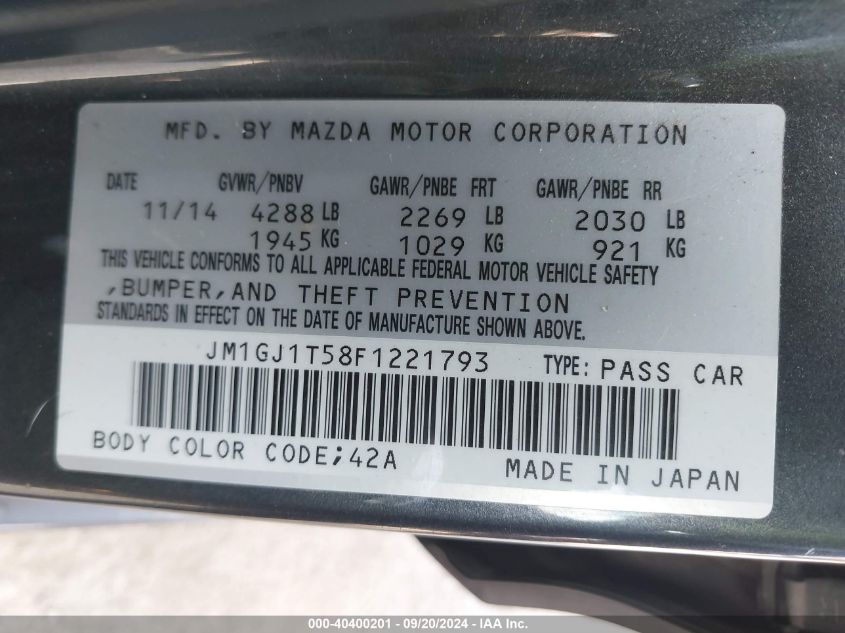 MFD. BY MAZDA MOTOR CORPORATION
DATE GVWR/PNBV GAWR/PNBE FRT GAWR/PNBE RR
11/14 4288 LB 2269 LB 2030 LB
1945 KG 1029 KG 921 KG
THIS VEHICLE CONFORMS TO ALL APPLICABLE FEDERAL MOTOR VEHICLE SAFETY
,BUMPER,AND THEFT PREVENTION
STANDARDS IN EFFECT ON THE DATE OF MANUFACTURE SHOWN ABOVE.
JM1GJ1T58F1221793 TYPE: PASS CAR
BODY COLOR CODE;42A
MADE IN JAPAN
000-40400201 - 09/20/2024 - IAA Inc.